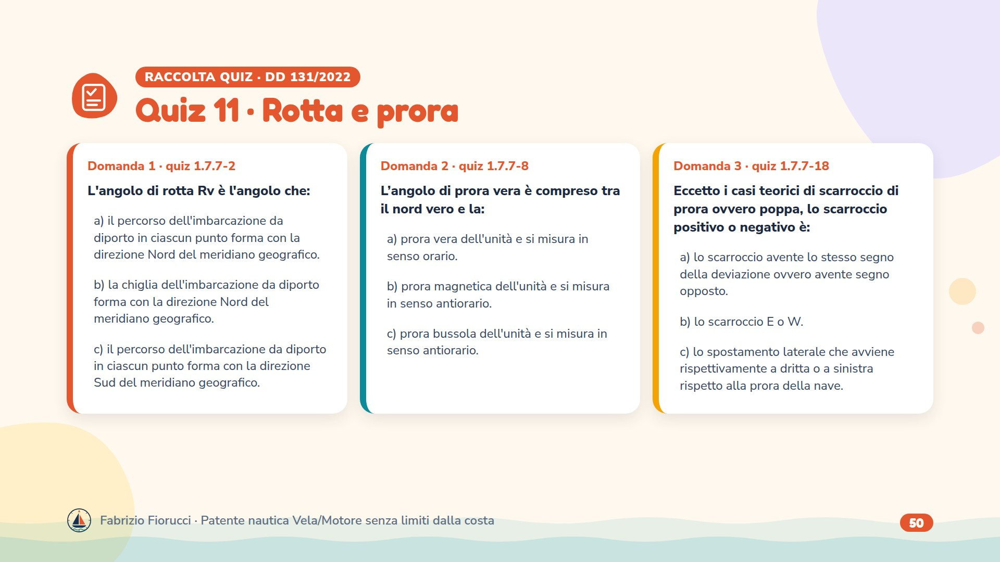 RACCOLTA QUIZ · DD 131/2022
Quiz 11 · Rotta e prora
Domanda 1 · quiz 1.7.7-2
L'angolo di rotta Rv è l'angolo che:
a) il percorso dell'imbarcazione da
diporto in ciascun punto forma con la
direzione Nord del meridiano geografico.
b) la chiglia dell'imbarcazione da diporto
forma con la direzione Nord del
meridiano geografico.
c) il percorso dell'imbarcazione da diporto
in ciascun punto forma con la direzione
Sud del meridiano geografico.
Domanda 2 · quiz 1.7.7-8
L’angolo di prora vera è compreso tra
il nord vero e la:
a) prora vera dell'unità e si misura in
senso orario.
b) prora magnetica dell'unità e si misura
in senso antiorario.
c) prora bussola dell'unità e si misura in
senso antiorario.
Domanda 3 · quiz 1.7.7-18
Eccetto i casi teorici di scarroccio di
prora ovvero poppa, lo scarroccio
positivo o negativo è:
a) lo scarroccio avente lo stesso segno
della deviazione ovvero avente segno
opposto.
b) lo scarroccio E o W.
c) lo spostamento laterale che avviene
rispettivamente a dritta o a sinistra
rispetto alla prora della nave.
Fabrizio Fiorucci · Patente nautica Vela/Motore senza limiti dalla costa
50